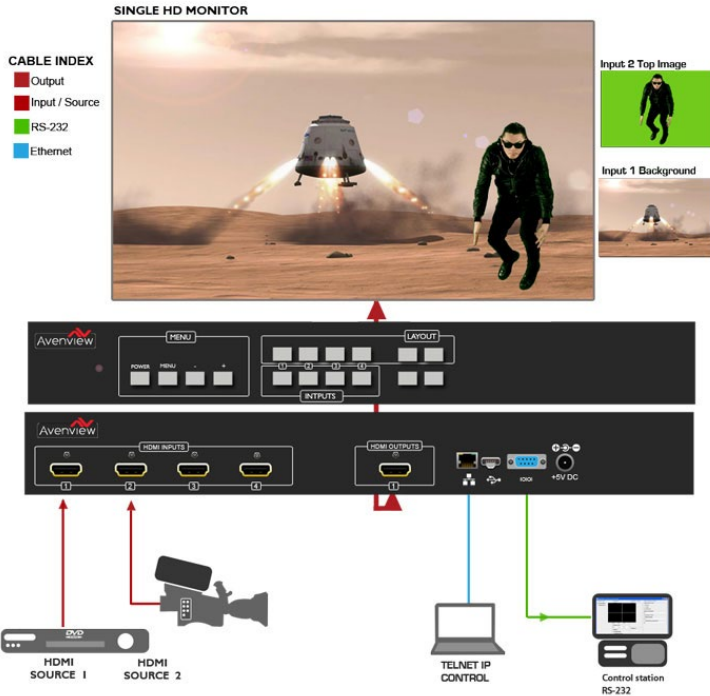 SINGLE HD MONITOR
CABLE INDEX
Output
Input / Source
RS-232
Ethernet
Input 2 Top Image
Input 1 Background
Avenview
MENU
LAYOUT
POWER MENU - +
1 2 3 4
INTPUTS
Avenview
HDMI INPUTS
HDMI OUTPUTS
1 2 3 4
1
IOIOI
+5V DC
DVD
HDMI
SOURCE 1
HDMI
SOURCE 2
TELNET IP
CONTROL
Control station
RS-232